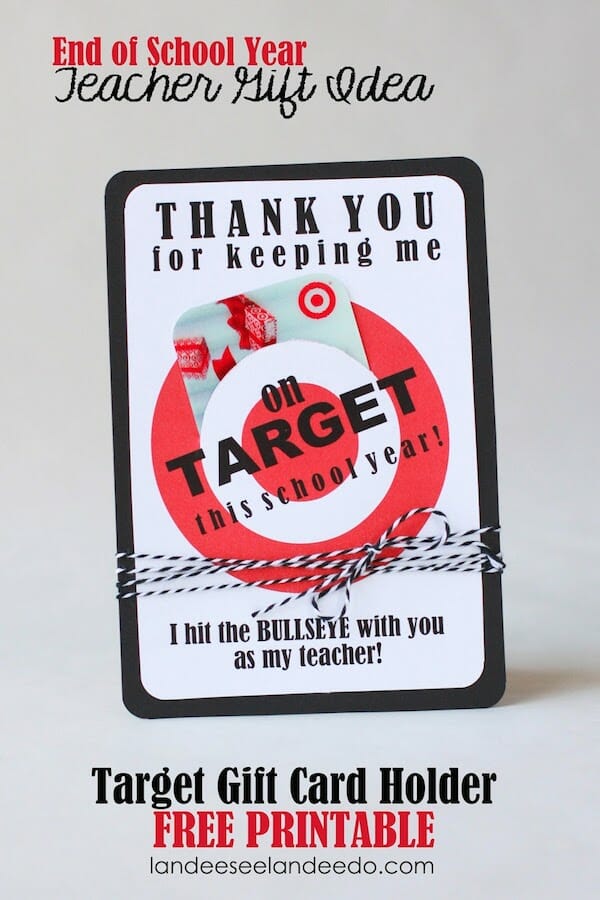 End of School Year
Teacher Gift Idea
THANK YOU
for keeping me
on
TARGET
this school year!
I hit the BULLSEYE with you
as my teacher!
Target Gift Card Holder
FREE PRINTABLE
landeeseelandeedo.com